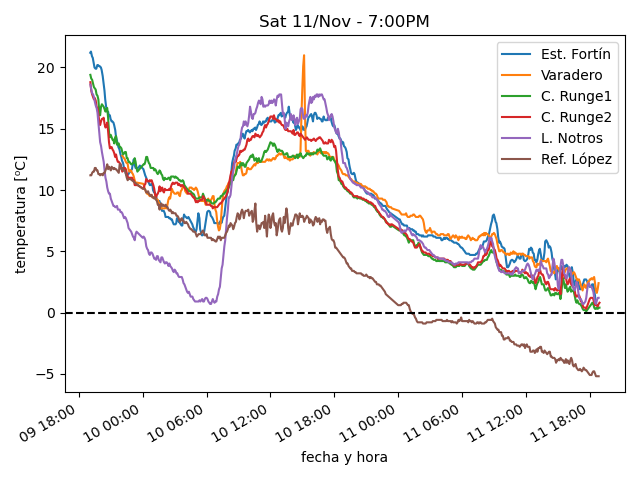 Sat 11/Nov - 7:00PM
temperatura [ºC]
20
15
10
5
0
−5
Est. Fortín
Varadero
C. Runge1
C. Runge2
L. Notros
Ref. López
09 18:00
10 00:00
10 06:00
10 12:00
10 18:00
11 00:00
11 06:00
11 12:00
11 18:00
fecha y hora